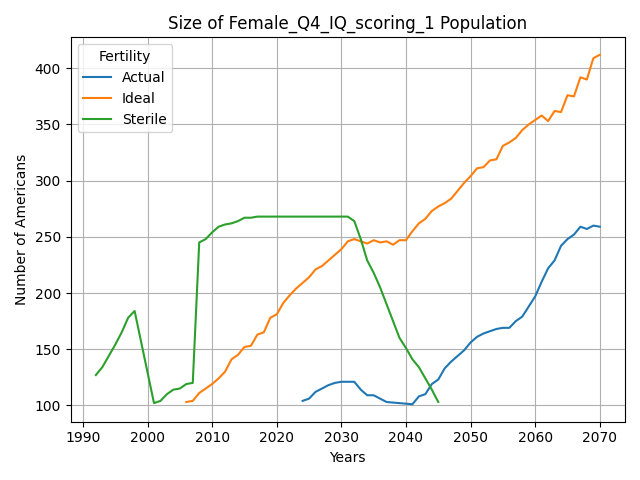 Size of Female_Q4_IQ_scoring_1 Population
Fertility
Actual
Ideal
Sterile
Number of Americans
400
350
300
250
200
150
100
1990 2000 2010 2020 2030 2040 2050 2060 2070
Years